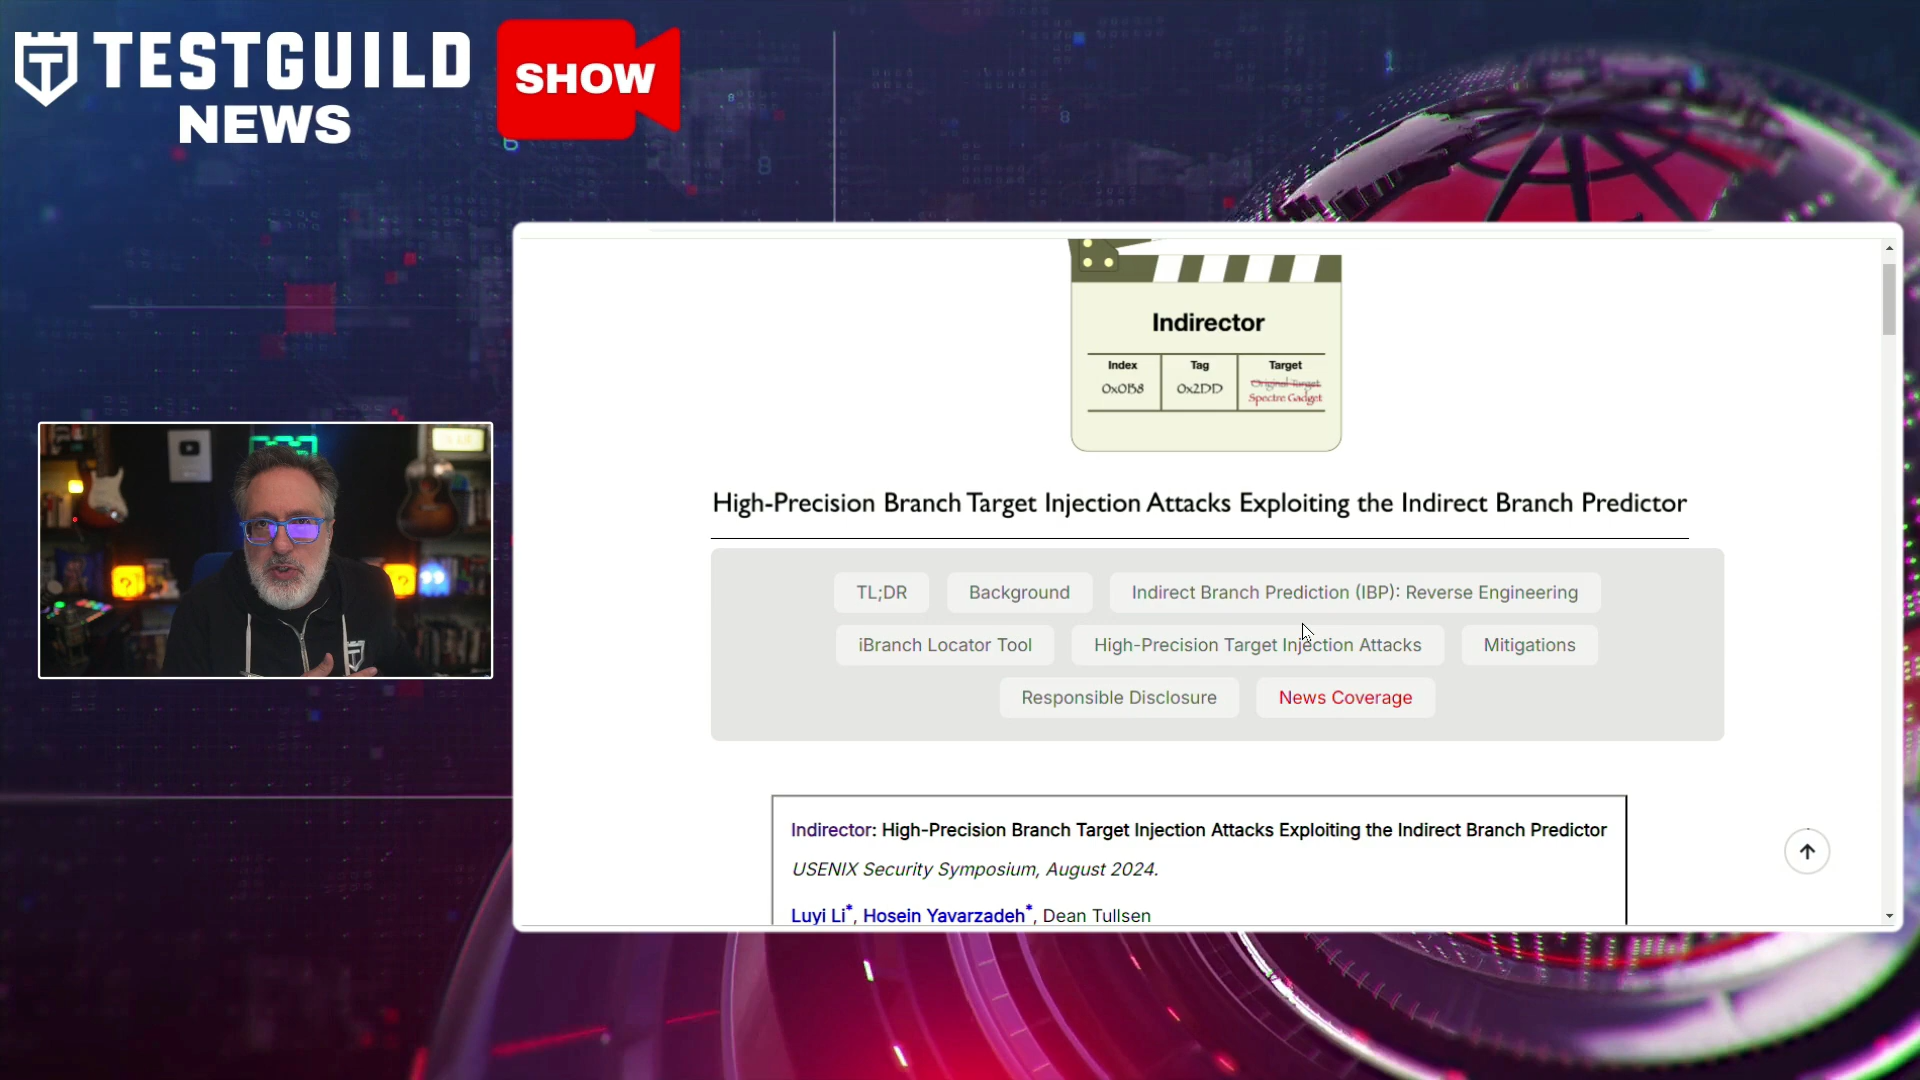 TESTGUILD
NEWS
SHOW
Indirector
Index Tag Target
0x0158 0x2DD Original Target
Spectre Gadget
High-Precision Branch Target Injection Attacks Exploiting the Indirect Branch Predictor
TL;DR Background Indirect Branch Prediction (IBP): Reverse Engineering
iBranch Locator Tool High-Precision Target Injection Attacks Mitigations
Responsible Disclosure News Coverage
Indirector: High-Precision Branch Target Injection Attacks Exploiting the Indirect Branch Predictor
USENIX Security Symposium, August 2024.
Luyi Li*, Hosein Yavarzadeh*, Dean Tullsen